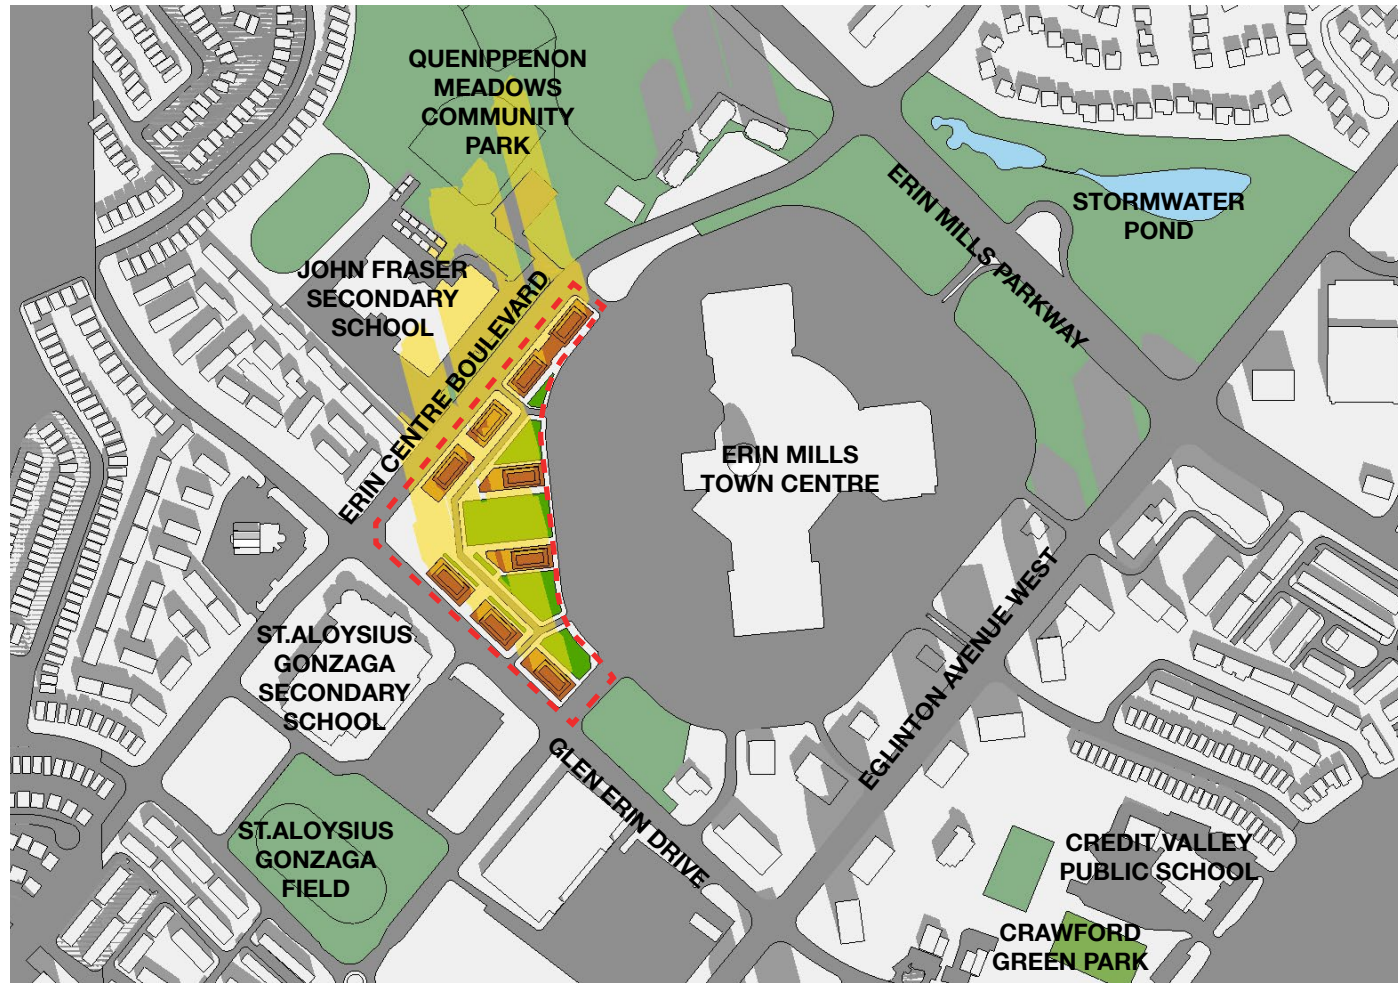 QUENIPPENON
MEADOWS
COMMUNITY
PARK
ERIN MILLS PARKWAY
STORMWATER
POND
JOHN FRASER
SECONDARY
SCHOOL
ERIN CENTRE BOULEVARD
ERIN MILLS
TOWN CENTRE
EGLINTON AVENUE WEST
ST.ALOYSIUS
GONZAGA
SECONDARY
SCHOOL
GLEN ERIN DRIVE
ST.ALOYSIUS
GONZAGA
FIELD
CREDIT VALLEY
PUBLIC SCHOOL
CRAWFORD
GREEN PARK